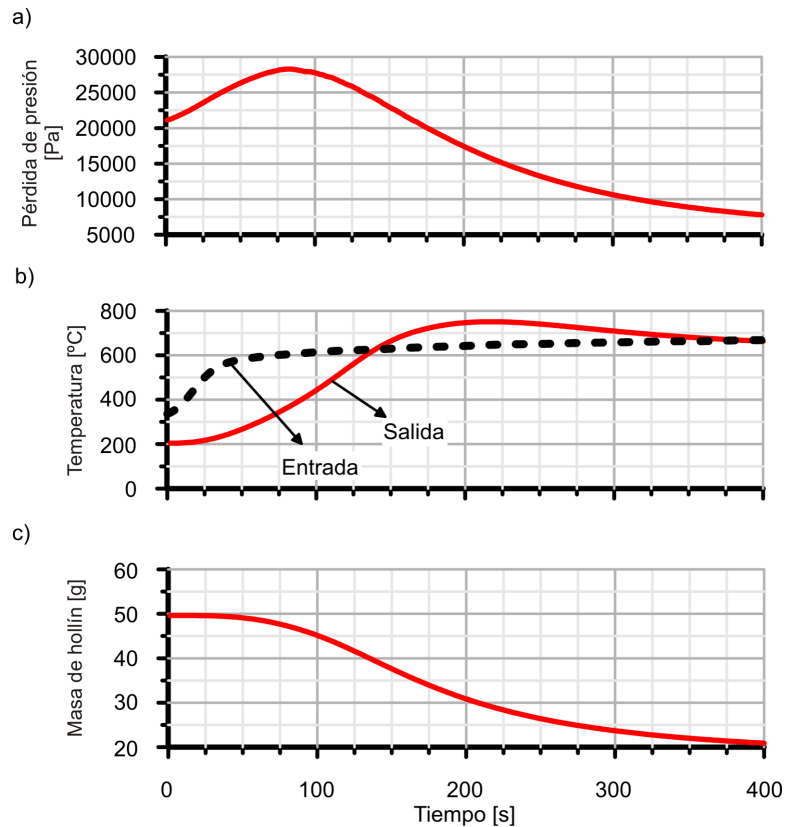 a)
Pérdida de presión
[Pa]
30000
25000
20000
15000
10000
5000
b)
Temperatura [ºC]
800
600
400
200
0
Salida
Entrada
c)
Masa de hollín [g]
60
50
40
30
20
0
100
200
300
400
Tiempo [s]